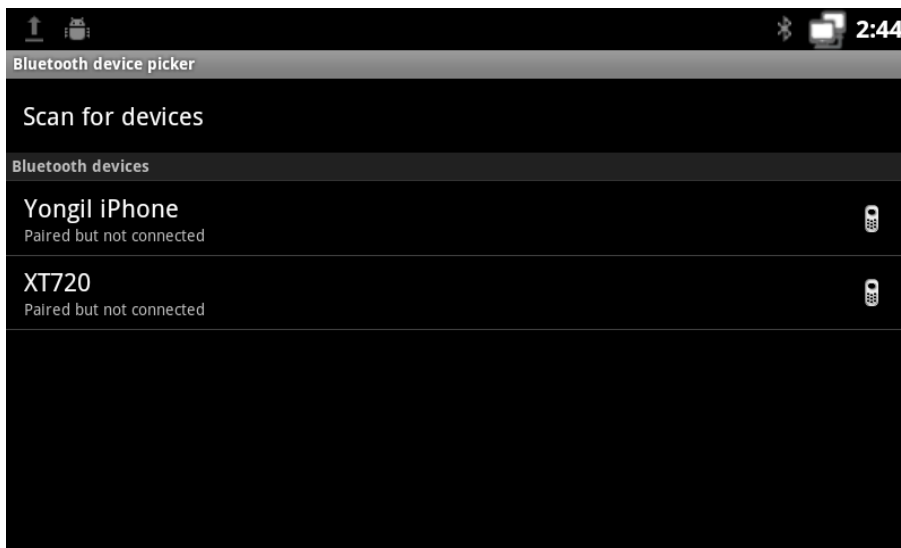 2:44
Bluetooth device picker
Scan for devices
Bluetooth devices
Yongil iPhone
Paired but not connected
XT720
Paired but not connected